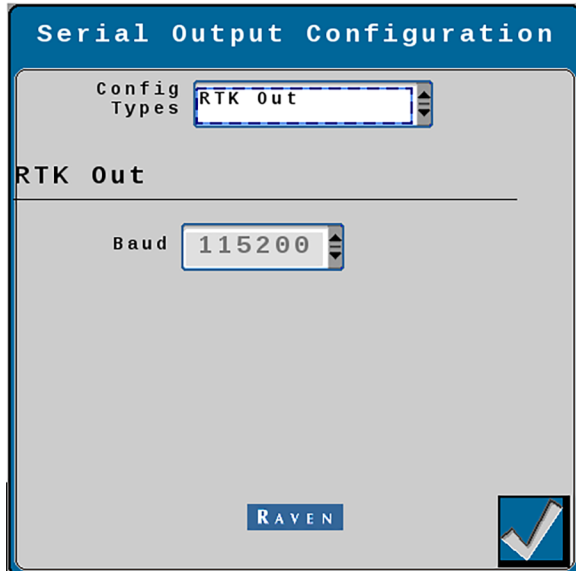 Serial Output Configuration
Config
Types
RTK Out
RTK Out
Baud
115200
RAVEN